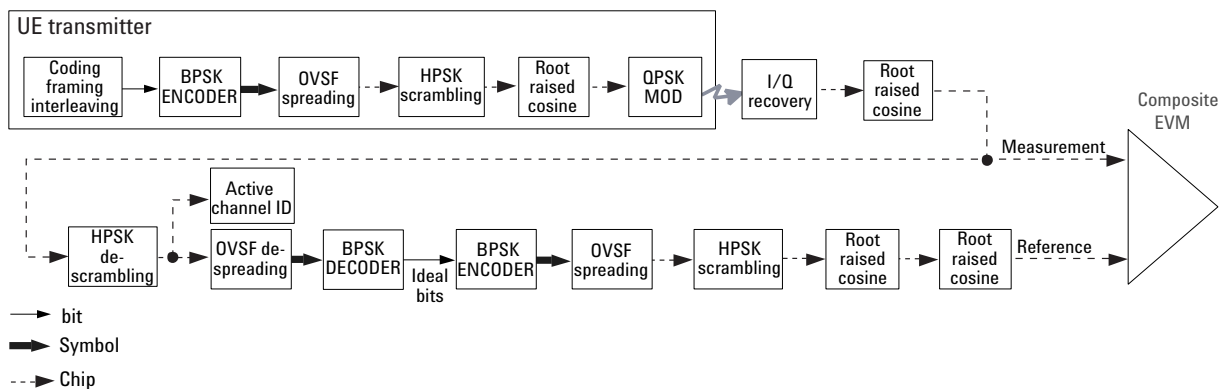 UE transmitter
Coding
framing
interleaving
BPSK
ENCODER
OVSF
spreading
HPSK
scrambling
Root
raised
cosine
QPSK
MOD
I/Q
recovery
Root
raised
cosine
Composite
EVM
Measurement
Active
channel ID
HPSK
de-
scrambling
OVSF de-
spreading
BPSK
DECODER
Ideal
bits
BPSK
ENCODER
OVSF
spreading
HPSK
scrambling
Root
raised
cosine
Root
raised
cosine
Reference
bit
Symbol
Chip